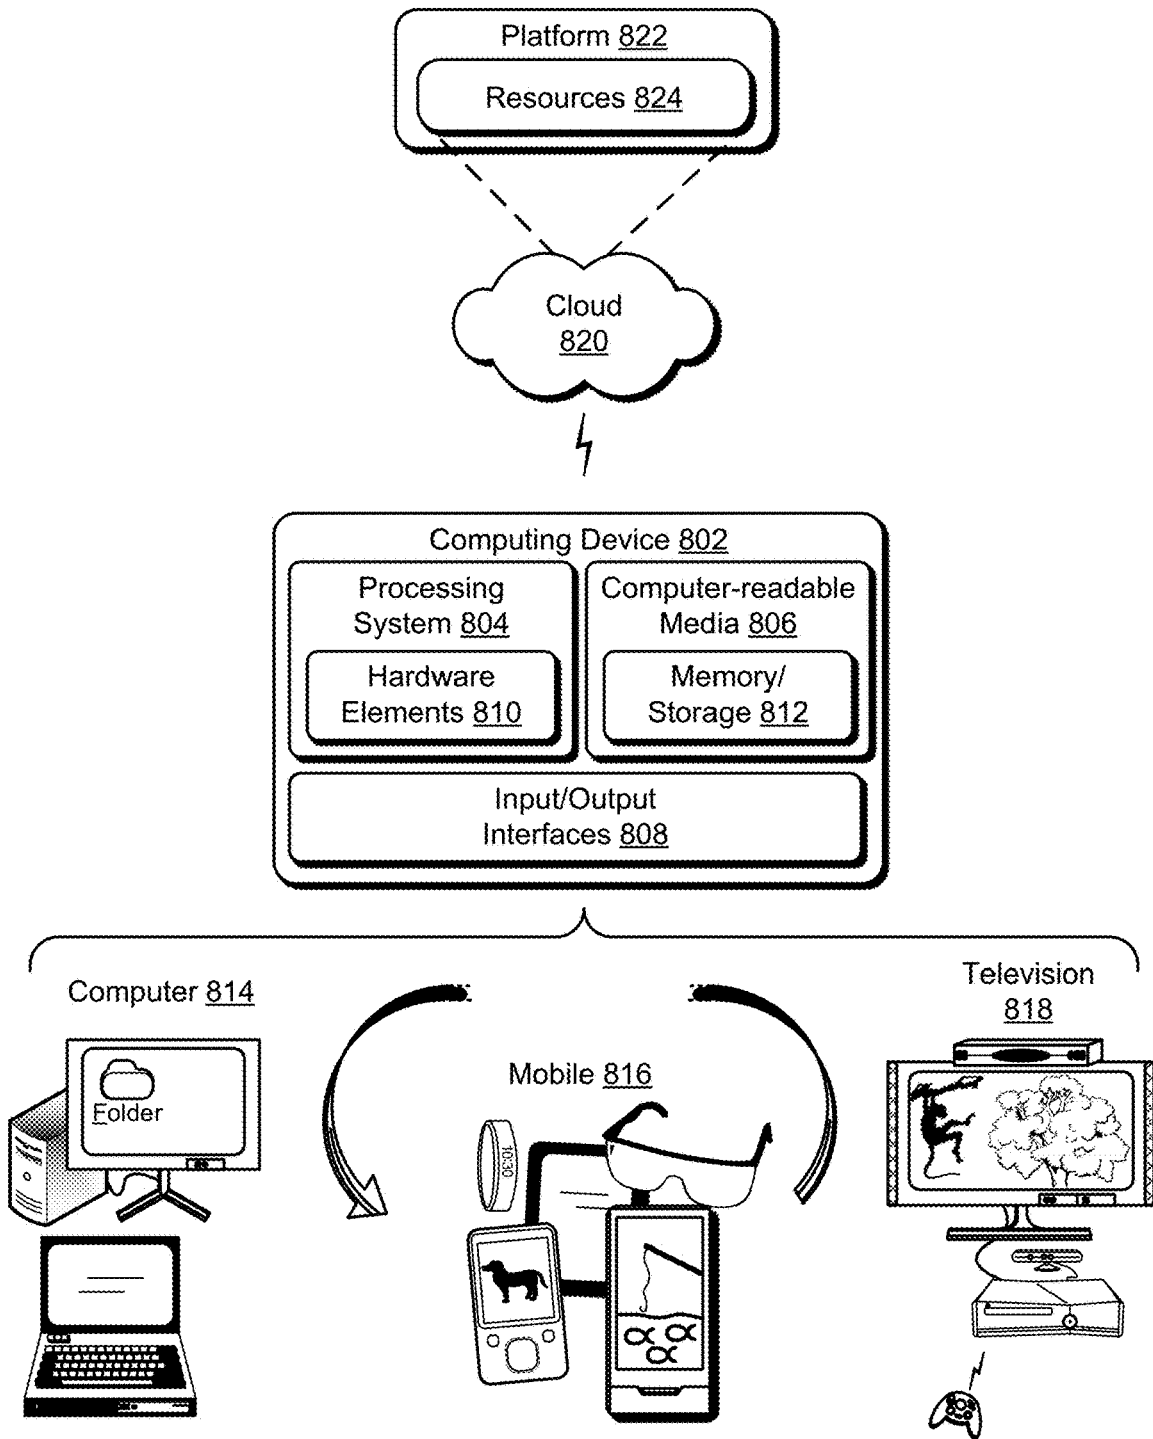 Platform 822
Resources 824
Cloud
820
Computing Device 802
Processing
System 804
Computer-readable
Media 806
Hardware
Elements 810
Memory/
Storage 812
Input/Output
Interfaces 808
Computer 814
Television
818
Mobile 816
Folder
10:30